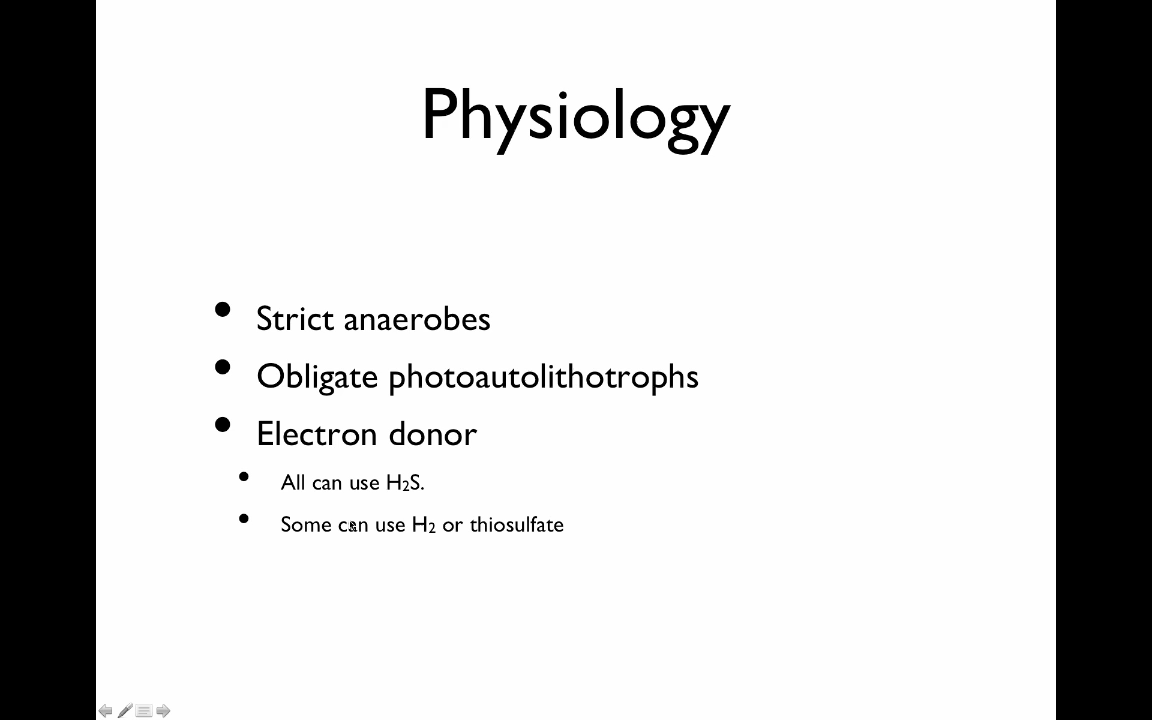 Physiology
• Strict anaerobes
• Obligate photoautolithotrophs
• Electron donor
• All can use H₂S.
• Some can use H₂ or thiosulfate